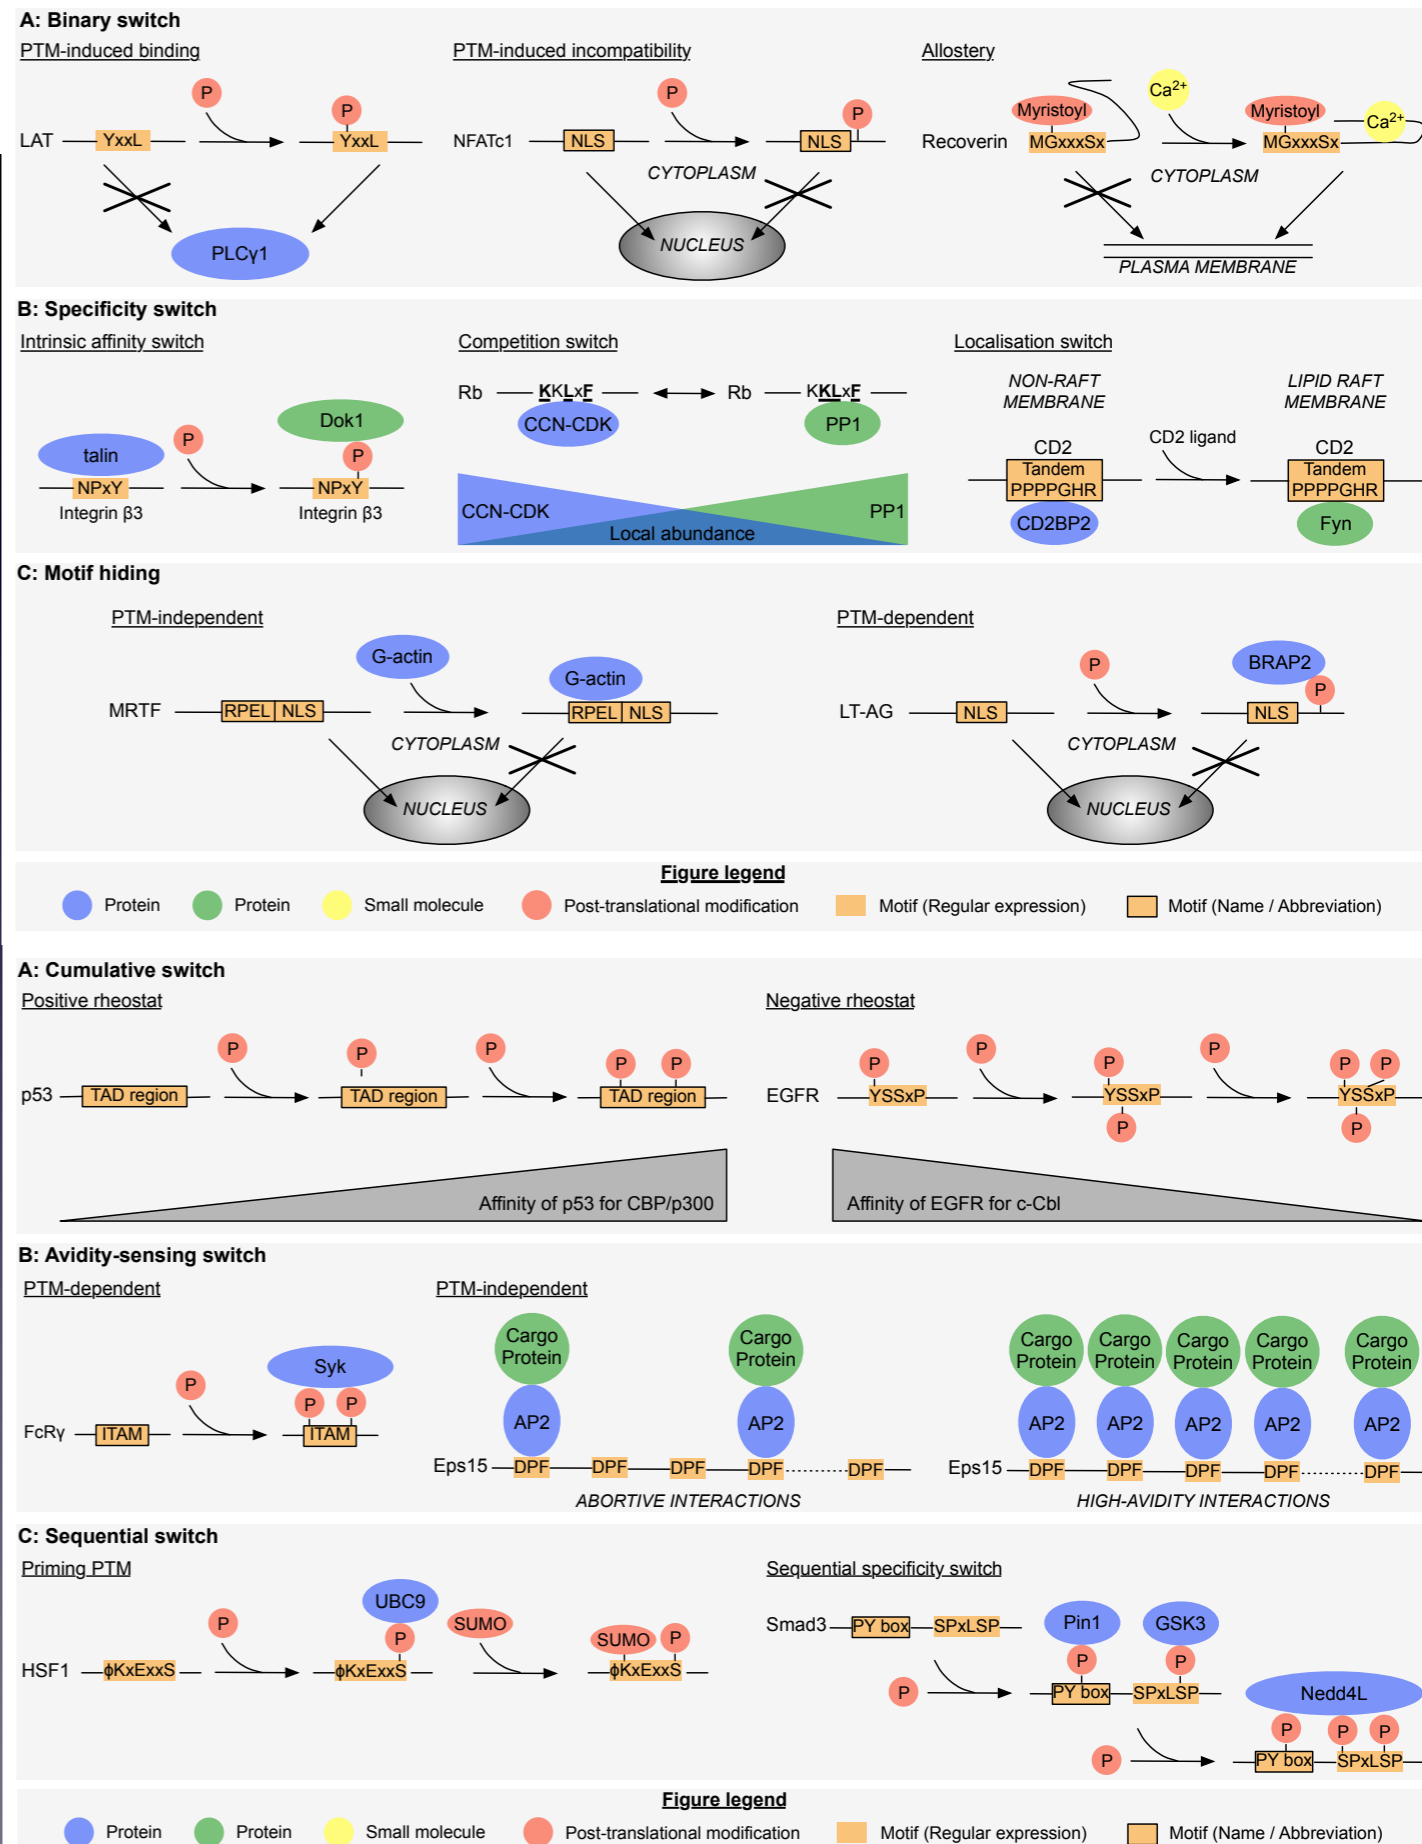 A: Binary switch
PTM-induced binding
PTM-induced incompatibility
Allostery
P
P
P
P
Ca²⁺
Myristoyl
Myristoyl
Ca²⁺
LAT
YxxL
YxxL
NFATc1
NLS
NLS
Recoverin
MGxxxSx
MGxxxSx
CYTOPLASM
CYTOPLASM
PLCγ1
NUCLEUS
PLASMA MEMBRANE
B: Specificity switch
Intrinsic affinity switch
Competition switch
Localisation switch
talin
P
Dok1
P
NPxY
NPxY
Integrin β3
Integrin β3
Rb
KKLxF
Rb
KKLxF
CCN-CDK
PP1
CCN-CDK
PP1
Local abundance
NON-RAFT
MEMBRANE
LIPID RAFT
MEMBRANE
CD2
CD2 ligand
CD2
Tandem
PPPPGHR
Tandem
PPPPGHR
CD2BP2
Fyn
C: Motif hiding
PTM-independent
PTM-dependent
G-actin
G-actin
MRTF
RPEL
NLS
RPEL
NLS
CYTOPLASM
NUCLEUS
P
BRAP2
P
LT-AG
NLS
NLS
CYTOPLASM
NUCLEUS
Figure legend
Protein
Protein
Small molecule
Post-translational modification
Motif (Regular expression)
Motif (Name / Abbreviation)
A: Cumulative switch
Positive rheostat
Negative rheostat
P
P
P
P
P
p53
TAD region
TAD region
TAD region
P
P
P
P
P
P
EGFR
YSSxP
YSSxP
YSSxP
P
P
Affinity of p53 for CBP/p300
Affinity of EGFR for c-Cbl
B: Avidity-sensing switch
PTM-dependent
PTM-independent
P
Syk
P
P
FcRγ
ITAM
ITAM
Cargo
Protein
Cargo
Protein
AP2
AP2
Eps15
DPF
DPF
DPF
DPF
DPF
ABORTIVE INTERACTIONS
Cargo
Protein
Cargo
Protein
Cargo
Protein
Cargo
Protein
Cargo
Protein
AP2
AP2
AP2
AP2
AP2
Eps15
DPF
DPF
DPF
DPF
DPF
HIGH-AVIDITY INTERACTIONS
C: Sequential switch
Priming PTM
Sequential specificity switch
P
UBC9
P
SUMO
SUMO
P
HSF1
ɸKxExxS
ɸKxExxS
ɸKxExxS
Smad3
PY box
SPxLSP
Pin1
GSK3
P
P
P
PY box
SPxLSP
Nedd4L
P
P
P
P
PY box
SPxLSP
Figure legend
Protein
Protein
Small molecule
Post-translational modification
Motif (Regular expression)
Motif (Name / Abbreviation)